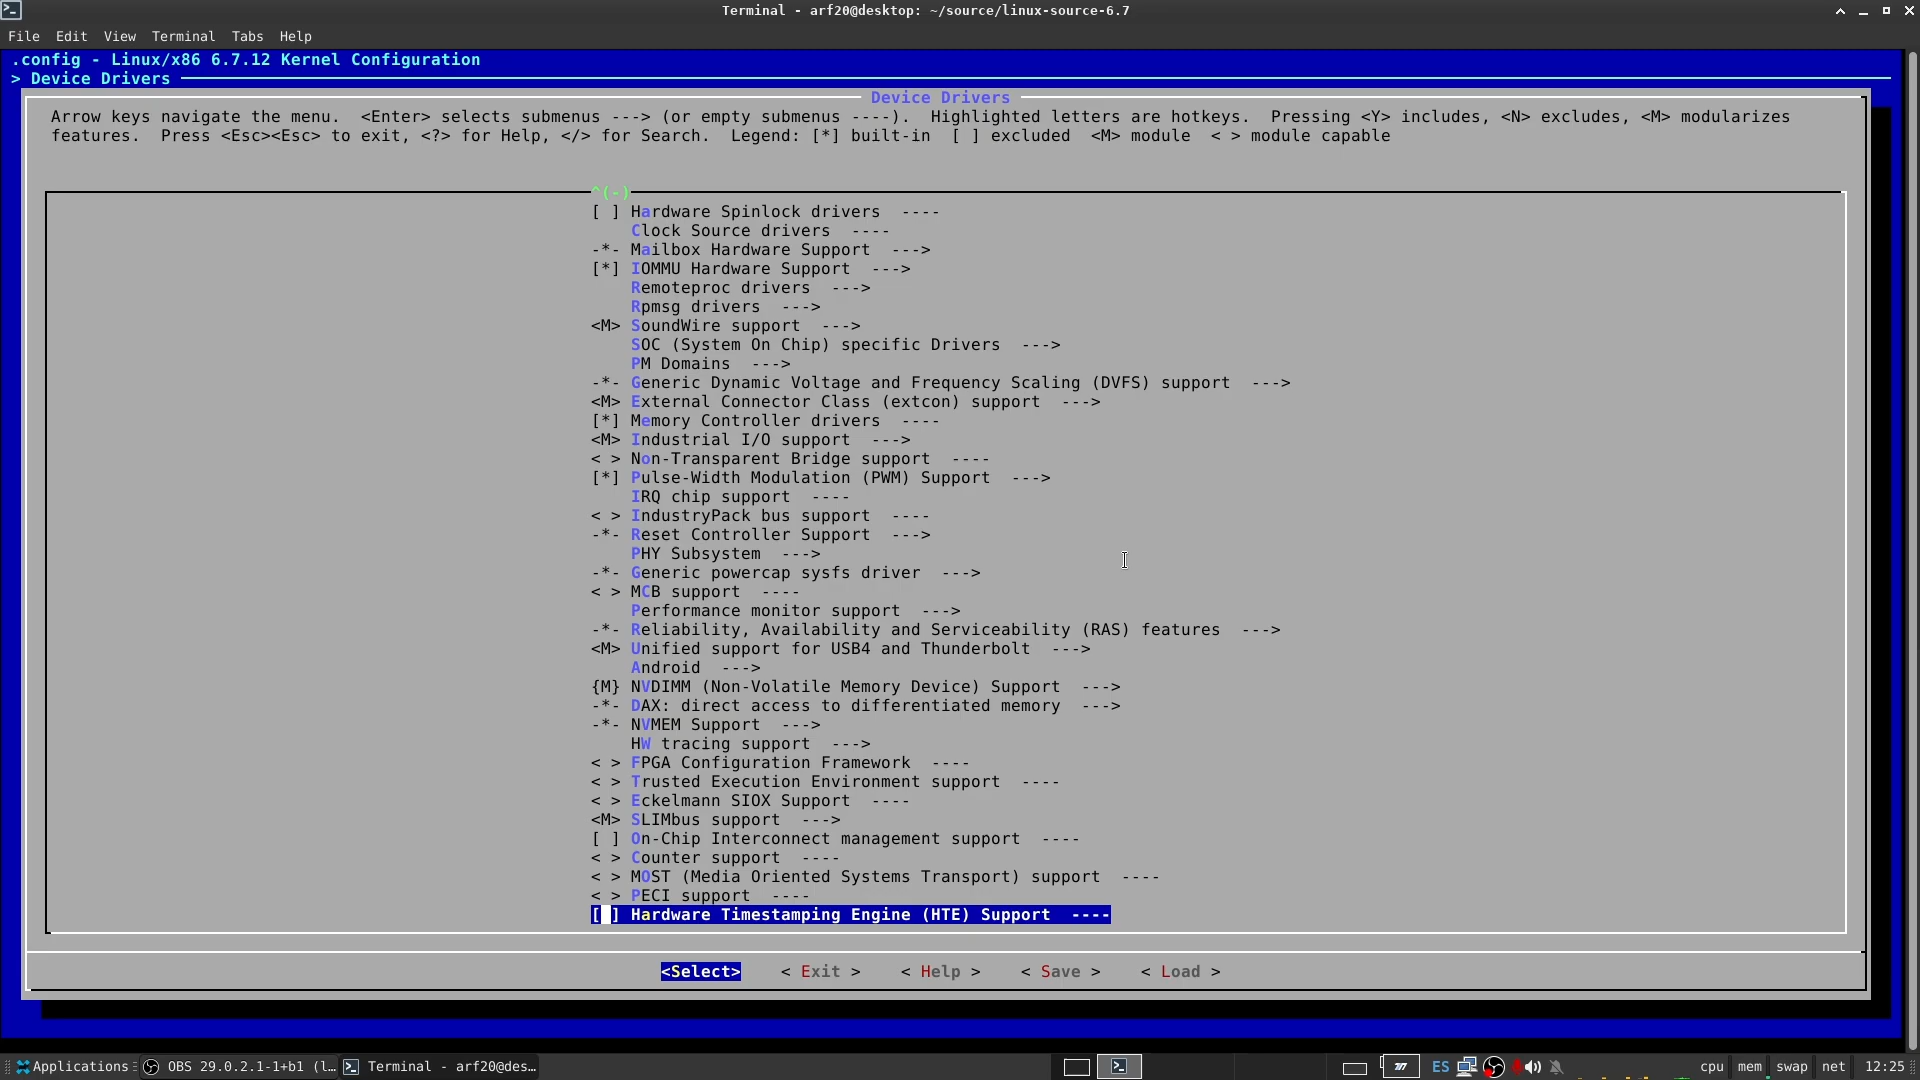 Terminal - arf20@desktop: ~/source/linux-source-6.7
File Edit View Terminal Tabs Help
.config - Linux/x86 6.7.12 Kernel Configuration
> Device Drivers
Device Drivers
Arrow keys navigate the menu.  <Enter> selects submenus ---> (or empty submenus ----).  Highlighted letters are hotkeys.  Pressing <Y> includes, <N> excludes, <M> modularizes
features.  Press <Esc><Esc> to exit, <?> for Help, </> for Search.  Legend: [*] built-in  [ ] excluded  <M> module  < > module capable
^(-)
[ ] Hardware Spinlock drivers  ----
Clock Source drivers  ----
-*- Mailbox Hardware Support  --->
[*] IOMMU Hardware Support  --->
Remoteproc drivers  --->
Rpmsg drivers  --->
<M> SoundWire support  --->
SOC (System On Chip) specific Drivers  --->
PM Domains  --->
-*- Generic Dynamic Voltage and Frequency Scaling (DVFS) support  --->
<M> External Connector Class (extcon) support  --->
[*] Memory Controller drivers  ----
<M> Industrial I/O support  --->
< > Non-Transparent Bridge support  ----
[*] Pulse-Width Modulation (PWM) Support  --->
IRQ chip support  ----
< > IndustryPack bus support  ----
-*- Reset Controller Support  --->
PHY Subsystem  --->
-*- Generic powercap sysfs driver  --->
< > MCB support  ----
Performance monitor support  --->
-*- Reliability, Availability and Serviceability (RAS) features  --->
<M> Unified support for USB4 and Thunderbolt  --->
Android  --->
{M} NVDIMM (Non-Volatile Memory Device) Support  --->
-*- DAX: direct access to differentiated memory  --->
-*- NVMEM Support  --->
HW tracing support  --->
< > FPGA Configuration Framework  ----
< > Trusted Execution Environment support  ----
< > Eckelmann SIOX Support  ----
<M> SLIMbus support  --->
[ ] On-Chip Interconnect management support  ----
< > Counter support  ----
< > MOST (Media Oriented Systems Transport) support  ----
< > PECI support  ----
[ ] Hardware Timestamping Engine (HTE) Support  ----
<Select>    < Exit >    < Help >    < Save >    < Load >
Applications OBS 29.0.2.1-1+b1 (l... Terminal - arf20@des... ES cpu mem swap net 12:25